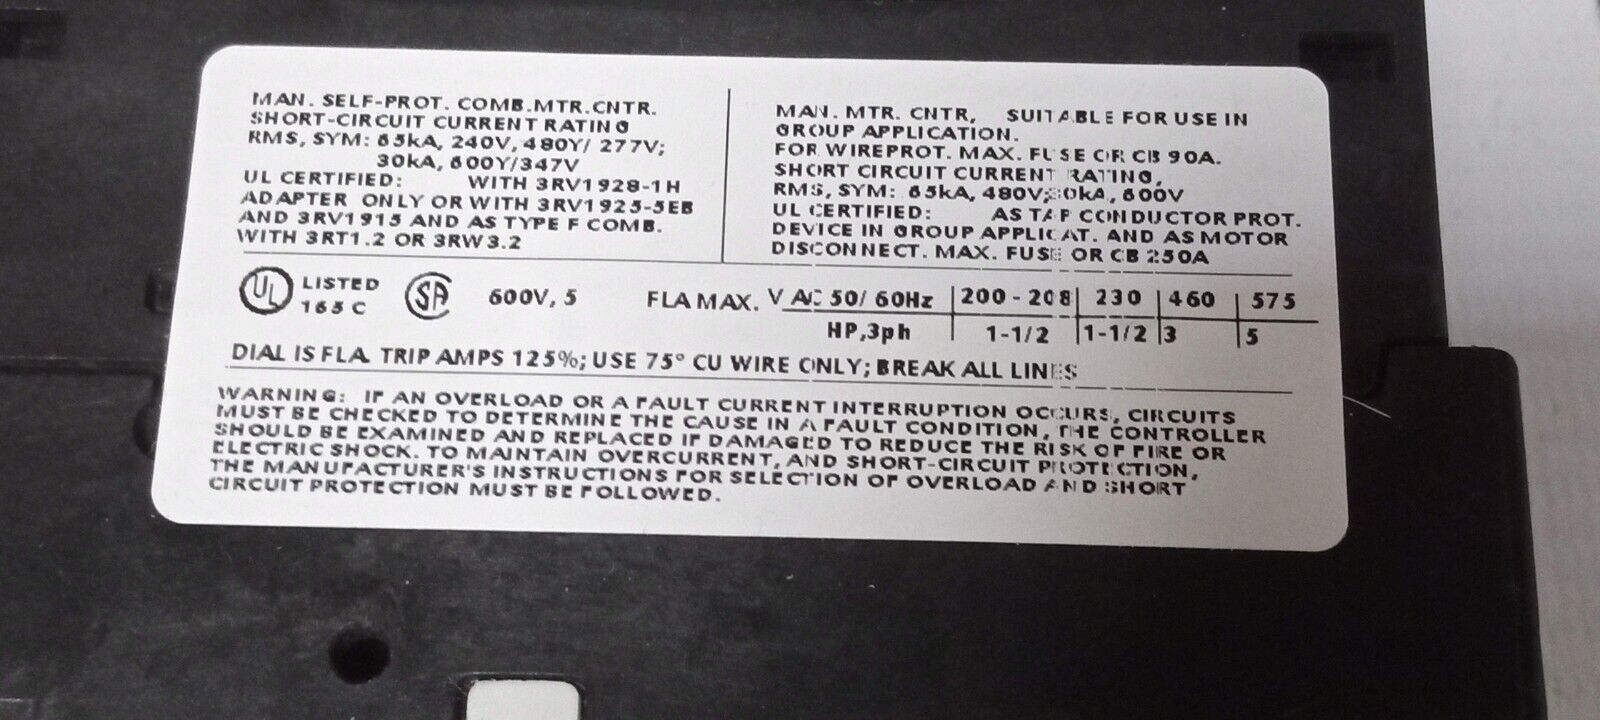 MAN. SELF-PROT. COMB.MTR.CNTR.
SHORT-CIRCUIT CURRENT RATING
RMS, SYM: 65kA, 240V, 480Y/ 277V;
30kA, 600Y/347V
UL CERTIFIED: WITH 3RV1928-1H
ADAPTER ONLY OR WITH 3RV1925-5EB
AND 3RV1915 AND AS TYPE F COMB.
WITH 3RT1.2 OR 3RW3.2
MAN. MTR. CNTR, SUITABLE FOR USE IN
GROUP APPLICATION.
FOR WIREPROT. MAX. FUSE OR CB 90A.
SHORT CIRCUIT CURRENT RATING,
RMS, SYM: 65kA, 480V;30kA, 600V
UL CERTIFIED: AS TAP CONDUCTOR PROT.
DEVICE IN GROUP APPLICAT. AND AS MOTOR
DISCONNECT. MAX. FUSE OR CB 250A
UL LISTED
165 C
SA 600V, 5 FLA MAX. V AC 50/ 60Hz 200 - 208 230 460 575
HP,3ph 1-1/2 1-1/2 3 5
DIAL IS FLA. TRIP AMPS 125%; USE 75° CU WIRE ONLY; BREAK ALL LINES
WARNING: IF AN OVERLOAD OR A FAULT CURRENT INTERRUPTION OCCURS, CIRCUITS
MUST BE CHECKED TO DETERMINE THE CAUSE IN A FAULT CONDITION, THE CONTROLLER
SHOULD BE EXAMINED AND REPLACED IF DAMAGED TO REDUCE THE RISK OF FIRE OR
ELECTRIC SHOCK. TO MAINTAIN OVERCURRENT, AND SHORT-CIRCUIT PROTECTION,
THE MANUFACTURER'S INSTRUCTIONS FOR SELECTION OF OVERLOAD AND SHORT
CIRCUIT PROTECTION MUST BE FOLLOWED.